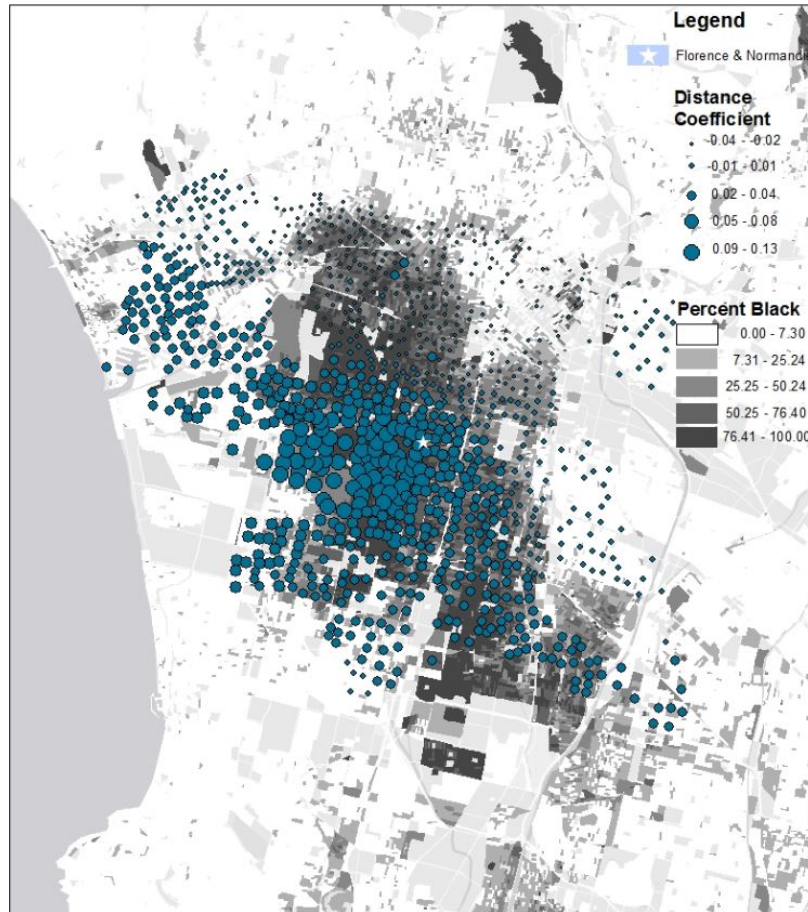 Legend
Florence & Normandie
Distance
Coefficient
-0.04 - -0.02
-0.01 - 0.01
0.02 - 0.04
0.05 - 0.08
0.09 - 0.13
Percent Black
0.00 - 7.30
7.31 - 25.24
25.25 - 50.24
50.25 - 76.40
76.41 - 100.00